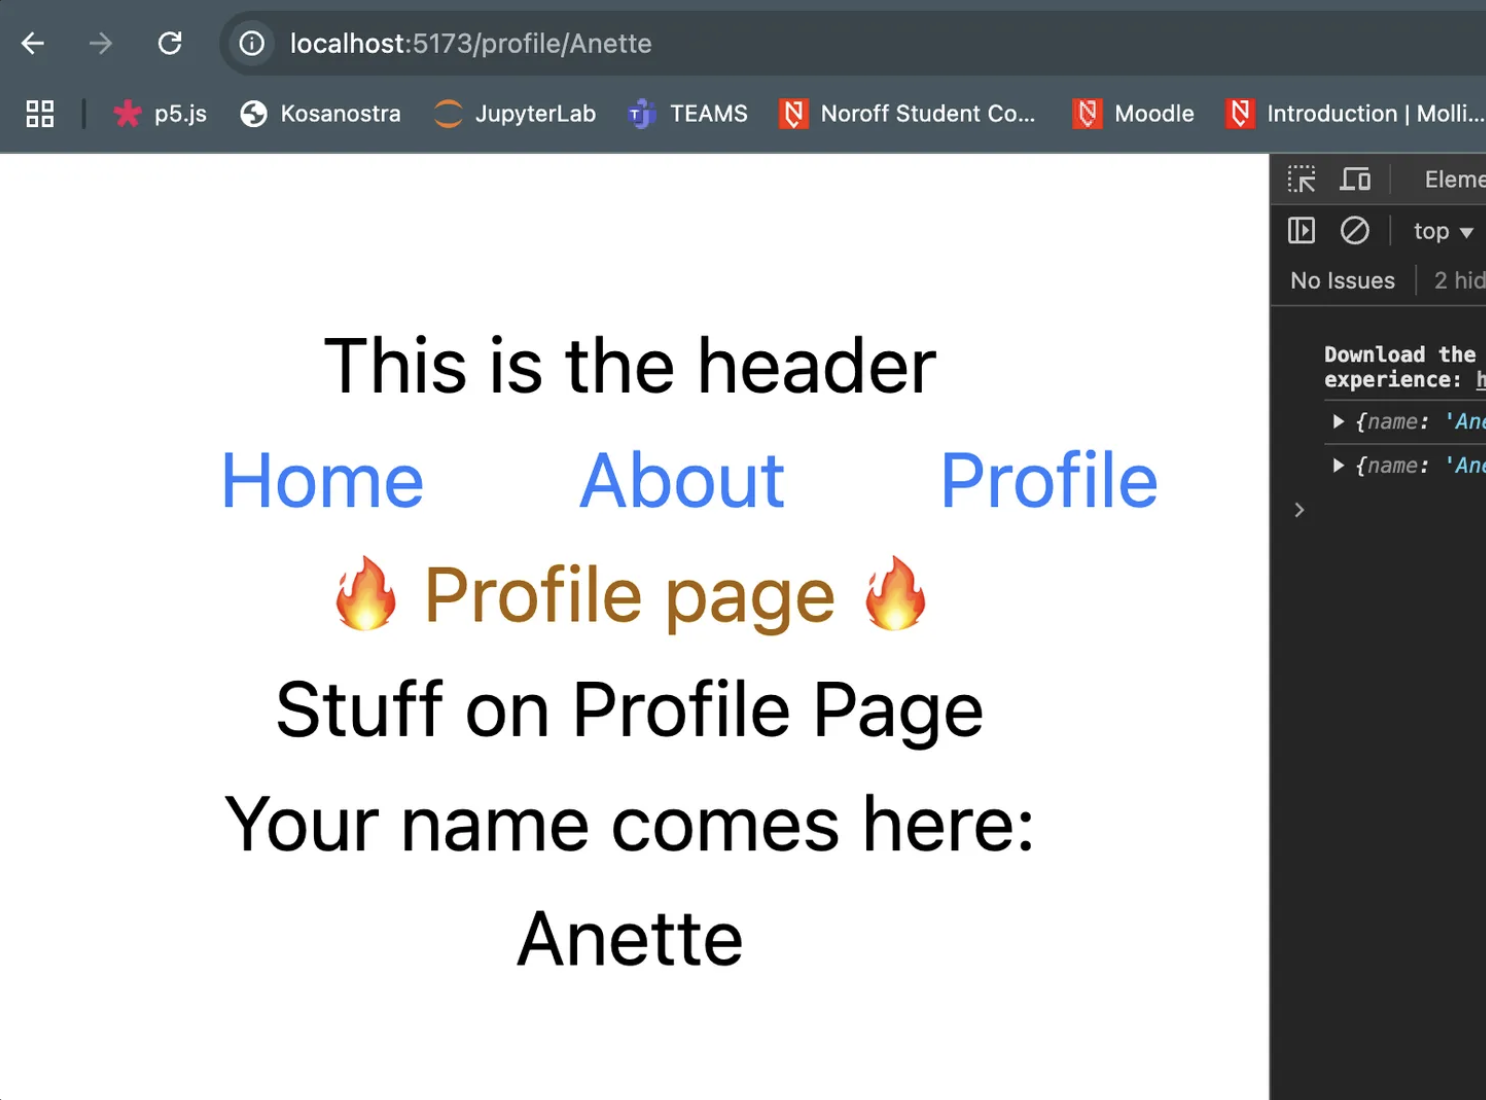 localhost:5173/profile/Anette
p5.js Kosanostra JupyterLab TEAMS Noroff Student Co... Moodle Introduction | Molli...
Eleme
top
No Issues 2 hid
This is the header
Home About Profile
🔥 Profile page 🔥
Stuff on Profile Page
Your name comes here:
Anette
Download the
experience: h
{name: 'Ane
{name: 'Ane